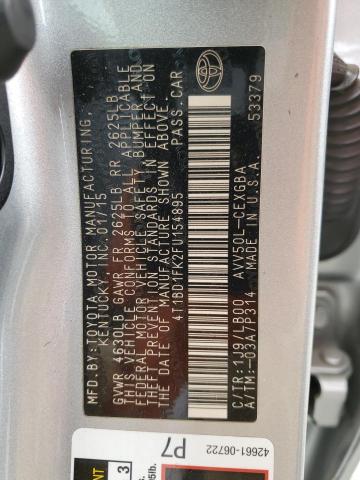 MFD. BY: TOYOTA MOTOR MANUFACTURING,
KENTUCKY, INC. 01/15
GVWR 4630LB GAWR FR 2625LB RR 2625LB
THIS VEHICLE CONFORMS TO ALL APPLICABLE
FEDERAL MOTOR VEHICLE SAFETY, BUMPER AND
THEFT PREVENTION STANDARDS IN EFFECT
ON THE DATE OF MANUFACTURE SHOWN ABOVE.
4T1BD1FK2FU154895 PASS. CAR
C/TR: 1J9/LB00 AVV50L-CEXGBA
A/TM: -03A/P314 MADE IN U.S.A. 53379
42661-06722
P7
3